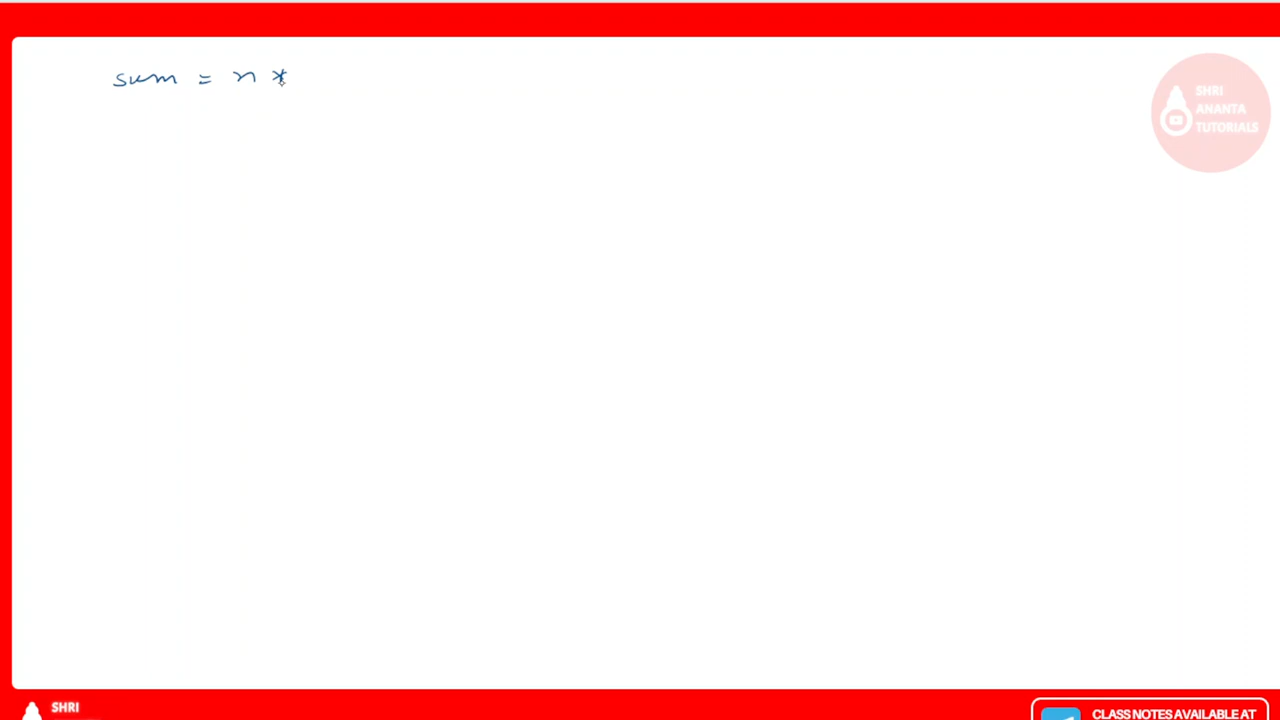 sum = n *
SHRI
ANANTA
TUTORIALS
SHRI
CLASS NOTES AVAILABLE AT